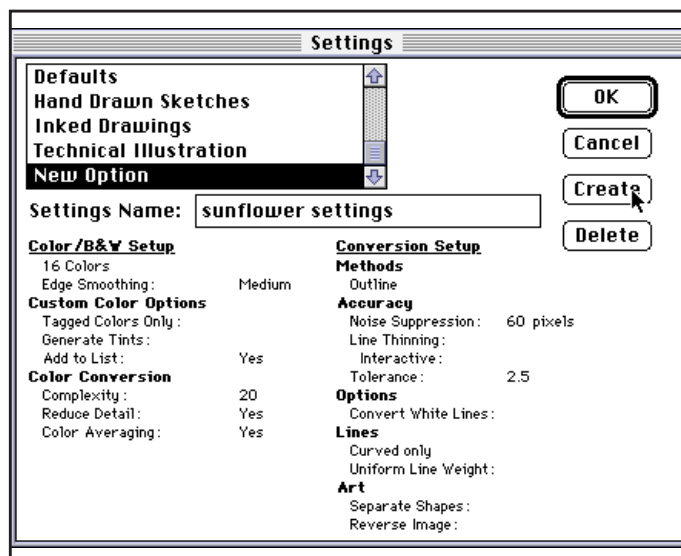 Settings
Defaults
Hand Drawn Sketches
Inked Drawings
Technical Illustration
New Option
OK
Cancel
Create
Delete
Settings Name: sunflower settings
Color/B&W Setup
16 Colors
Edge Smoothing: Medium
Custom Color Options
Tagged Colors Only:
Generate Tints:
Add to List: Yes
Color Conversion
Complexity: 20
Reduce Detail: Yes
Color Averaging: Yes
Conversion Setup
Methods
Outline
Accuracy
Noise Suppression: 60 pixels
Line Thinning:
Interactive:
Tolerance: 2.5
Options
Convert White Lines:
Lines
Curved only
Uniform Line Weight:
Art
Separate Shapes:
Reverse Image: